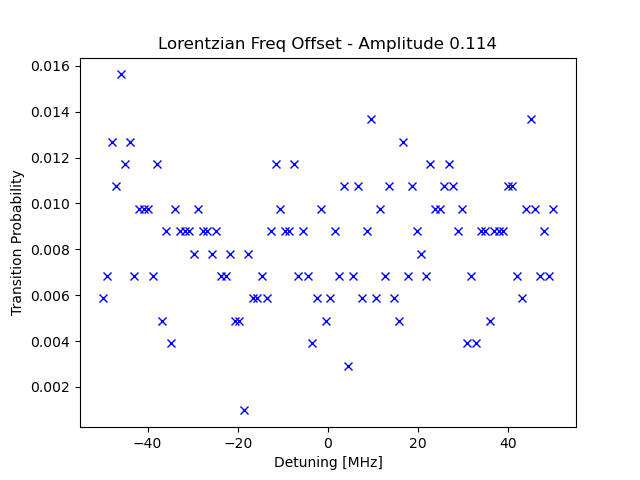 Lorentzian Freq Offset - Amplitude 0.114
0.016
0.014
0.012
0.010
0.008
0.006
0.004
0.002
Transition Probability
−40 −20 0 20 40
Detuning [MHz]